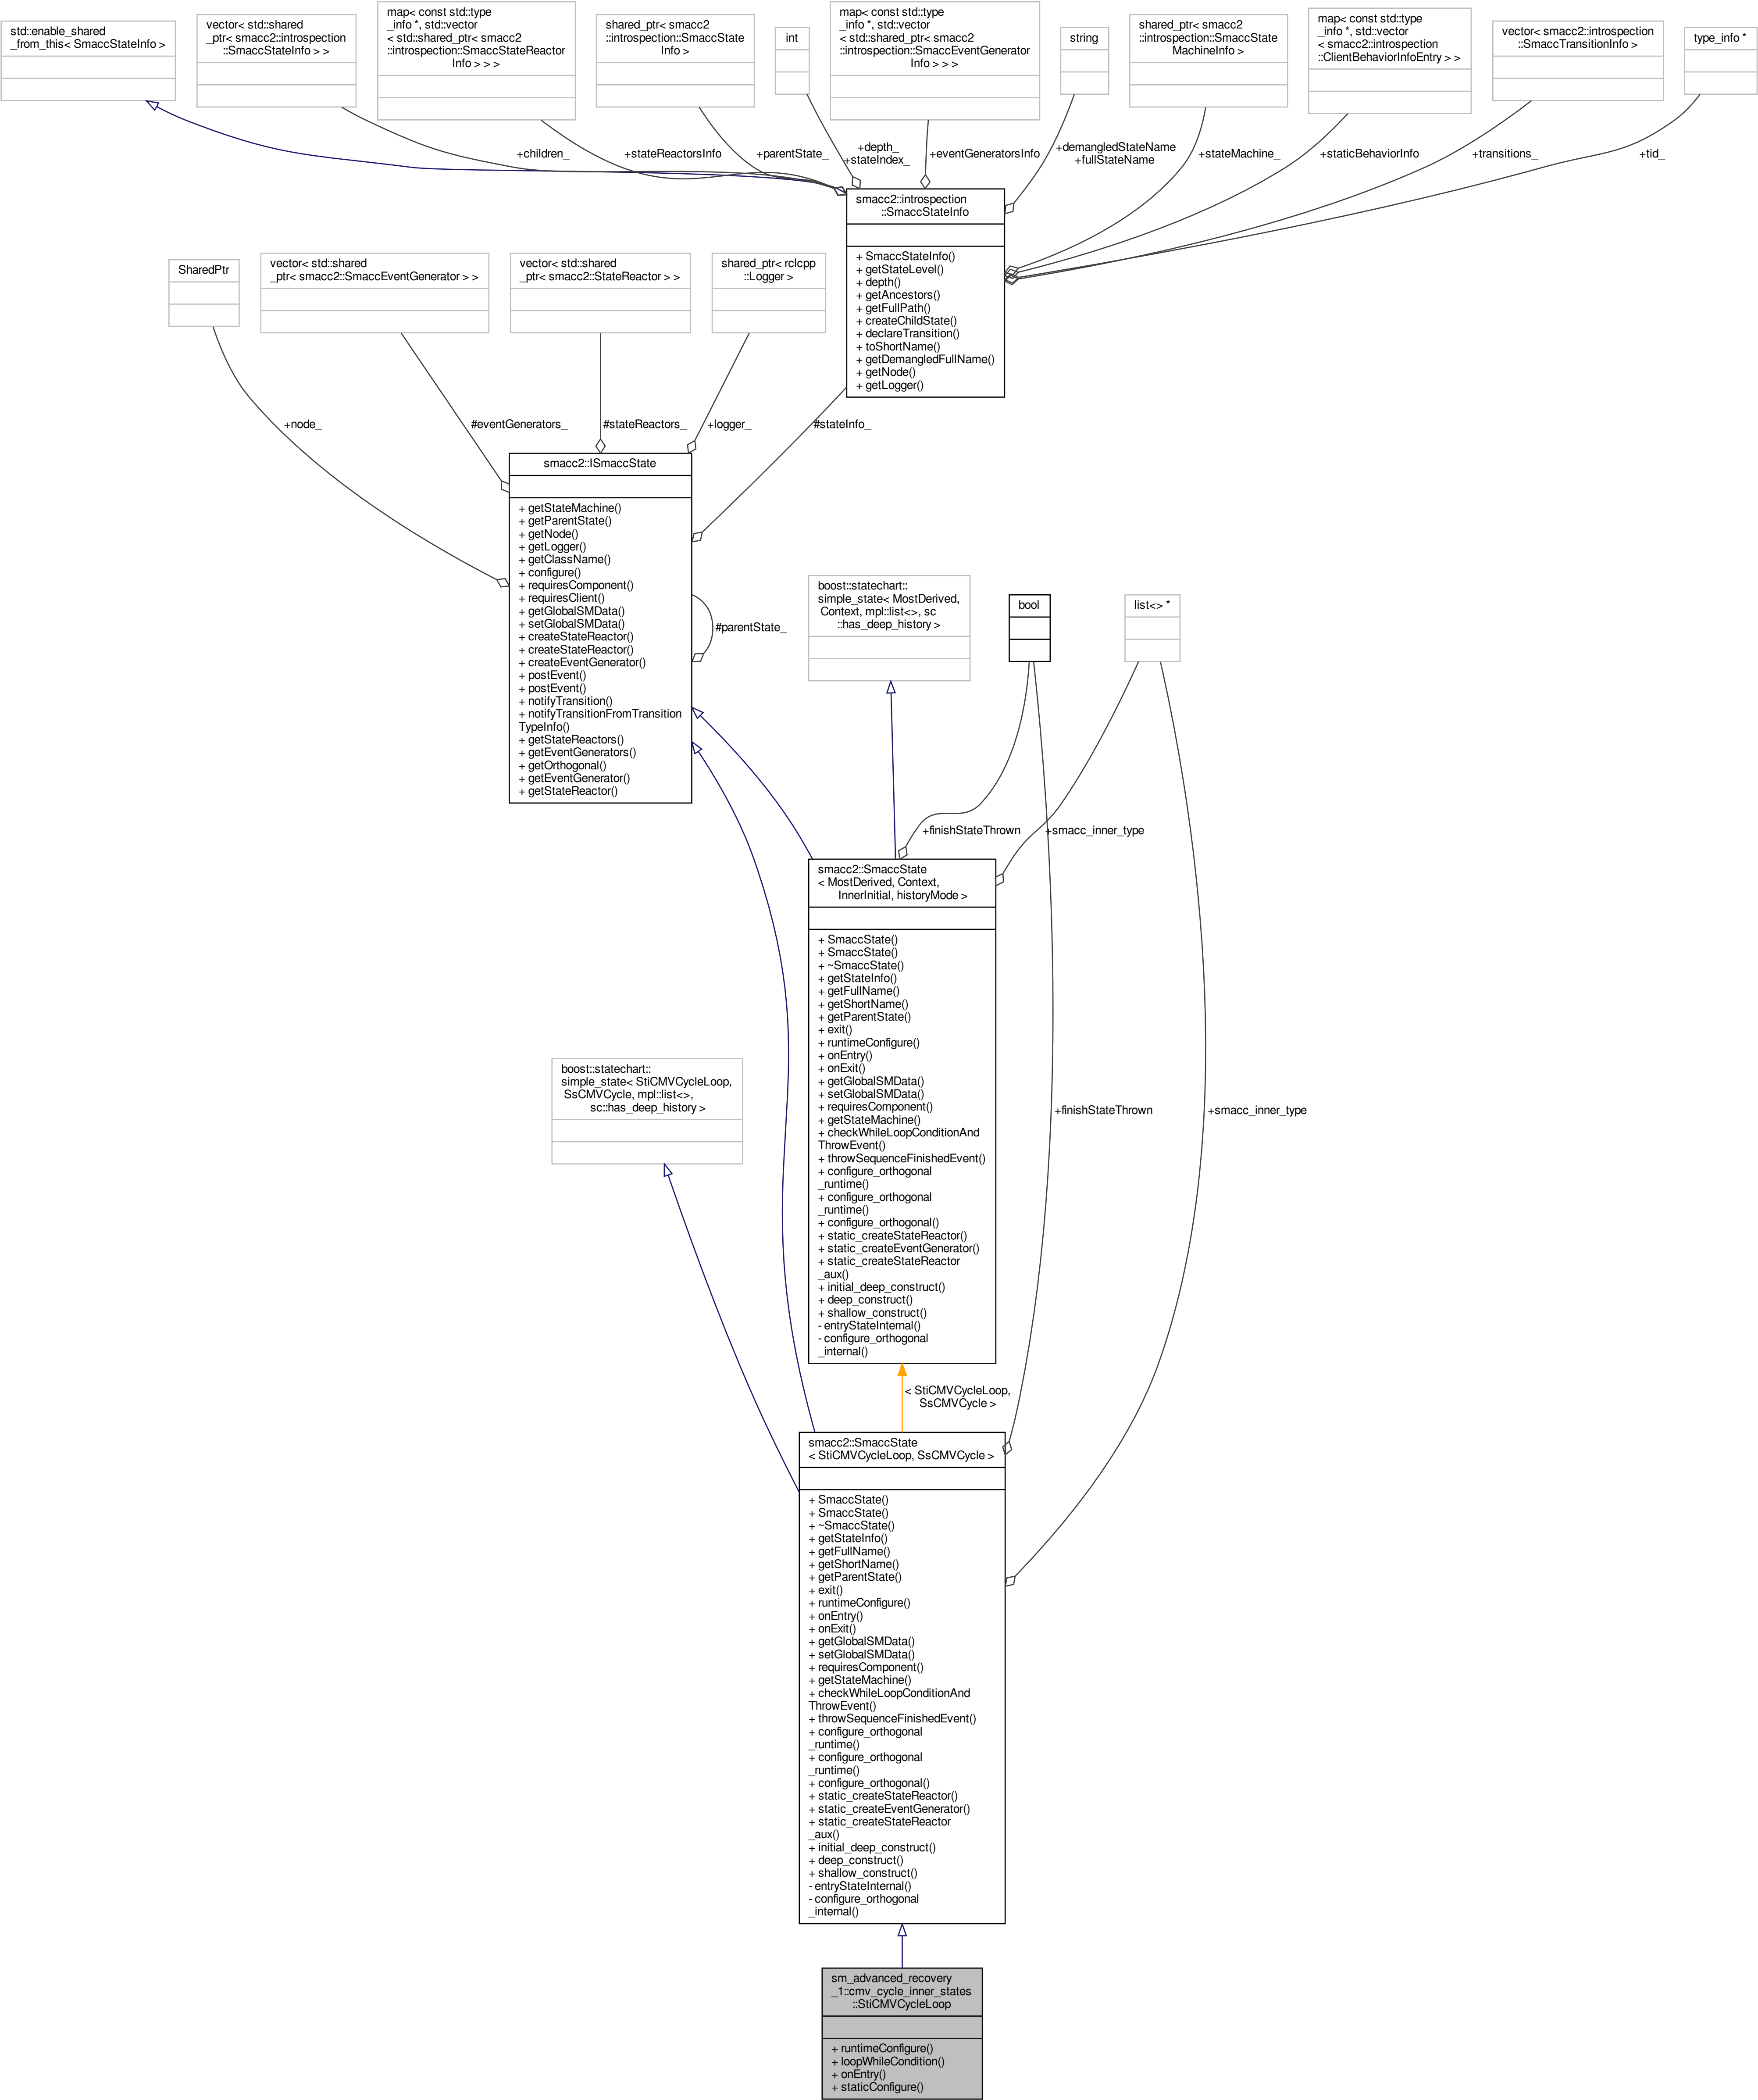 std::enable_shared
_from_this< SmaccStateInfo >
vector< std::shared
_ptr< smacc2::introspection
::SmaccStateInfo > >
map< const std::type
_info *, std::vector
< std::shared_ptr< smacc2
::introspection::SmaccStateReactor
Info > > >
shared_ptr< smacc2
::introspection::SmaccState
Info >
int
map< const std::type
_info *, std::vector
< std::shared_ptr< smacc2
::introspection::SmaccEventGenerator
Info > > >
string
shared_ptr< smacc2
::introspection::SmaccState
MachineInfo >
map< const std::type
_info *, std::vector
< smacc2::introspection
::ClientBehaviorInfoEntry > >
vector< smacc2::introspection
::SmaccTransitionInfo >
type_info *
+children_
+stateReactorsInfo
+parentState_
+depth_
+stateIndex_
+eventGeneratorsInfo
+demangledStateName
+fullStateName
+stateMachine_
+staticBehaviorInfo
+transitions_
+tid_
smacc2::introspection
::SmaccStateInfo
+ SmaccStateInfo()
+ getStateLevel()
+ depth()
+ getAncestors()
+ getFullPath()
+ createChildState()
+ declareTransition()
+ toShortName()
+ getDemangledFullName()
+ getNode()
+ getLogger()
SharedPtr
vector< std::shared
_ptr< smacc2::SmaccEventGenerator > >
vector< std::shared
_ptr< smacc2::StateReactor > >
shared_ptr< rclcpp
::Logger >
+node_
#eventGenerators_
#stateReactors_
+logger_
#stateInfo_
smacc2::ISmaccState
+ getStateMachine()
+ getParentState()
+ getNode()
+ getLogger()
+ getClassName()
+ configure()
+ requiresComponent()
+ requiresClient()
+ getGlobalSMData()
+ setGlobalSMData()
+ createStateReactor()
+ createStateReactor()
+ createEventGenerator()
+ postEvent()
+ postEvent()
+ notifyTransition()
+ notifyTransitionFromTransition
TypeInfo()
+ getStateReactors()
+ getEventGenerators()
+ getOrthogonal()
+ getEventGenerator()
+ getStateReactor()
#parentState_
boost::statechart::
simple_state< MostDerived,
Context, mpl::list<>, sc
::has_deep_history >
bool
list<> *
+finishStateThrown
+smacc_inner_type
smacc2::SmaccState
< MostDerived, Context,
InnerInitial, historyMode >
+ SmaccState()
+ SmaccState()
+ ~SmaccState()
+ getStateInfo()
+ getFullName()
+ getShortName()
+ getParentState()
+ exit()
+ runtimeConfigure()
+ onEntry()
+ onExit()
+ getGlobalSMData()
+ setGlobalSMData()
+ requiresComponent()
+ getStateMachine()
+ checkWhileLoopConditionAnd
ThrowEvent()
+ throwSequenceFinishedEvent()
+ configure_orthogonal
_runtime()
+ configure_orthogonal
_runtime()
+ configure_orthogonal()
+ static_createStateReactor()
+ static_createEventGenerator()
+ static_createStateReactor
_aux()
+ initial_deep_construct()
+ deep_construct()
+ shallow_construct()
- entryStateInternal()
- configure_orthogonal
_internal()
boost::statechart::
simple_state< StiCMVCycleLoop,
SsCMVCycle, mpl::list<>,
sc::has_deep_history >
+finishStateThrown
+smacc_inner_type
< StiCMVCycleLoop,
SsCMVCycle >
smacc2::SmaccState
< StiCMVCycleLoop, SsCMVCycle >
+ SmaccState()
+ SmaccState()
+ ~SmaccState()
+ getStateInfo()
+ getFullName()
+ getShortName()
+ getParentState()
+ exit()
+ runtimeConfigure()
+ onEntry()
+ onExit()
+ getGlobalSMData()
+ setGlobalSMData()
+ requiresComponent()
+ getStateMachine()
+ checkWhileLoopConditionAnd
ThrowEvent()
+ throwSequenceFinishedEvent()
+ configure_orthogonal
_runtime()
+ configure_orthogonal
_runtime()
+ configure_orthogonal()
+ static_createStateReactor()
+ static_createEventGenerator()
+ static_createStateReactor
_aux()
+ initial_deep_construct()
+ deep_construct()
+ shallow_construct()
- entryStateInternal()
- configure_orthogonal
_internal()
sm_advanced_recovery
_1::cmv_cycle_inner_states
::StiCMVCycleLoop
+ runtimeConfigure()
+ loopWhileCondition()
+ onEntry()
+ staticConfigure()